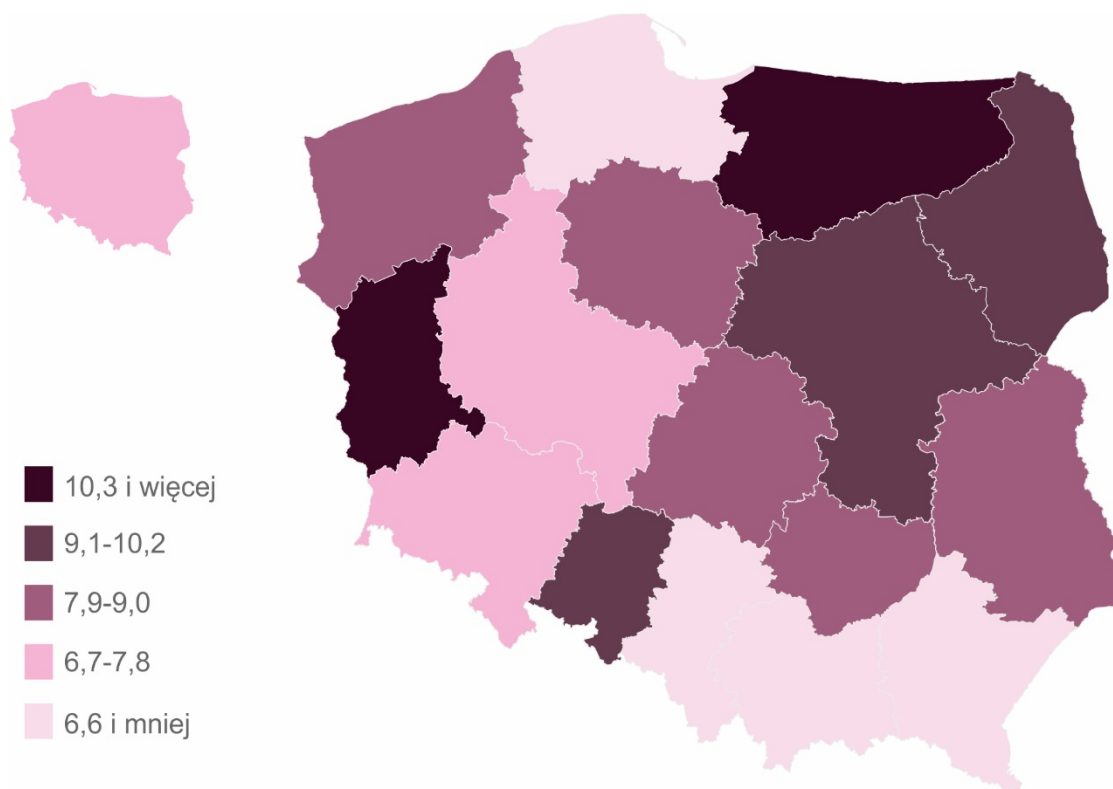 10,3 i więcej
9,1-10,2
7,9-9,0
6,7-7,8
6,6 i mniej